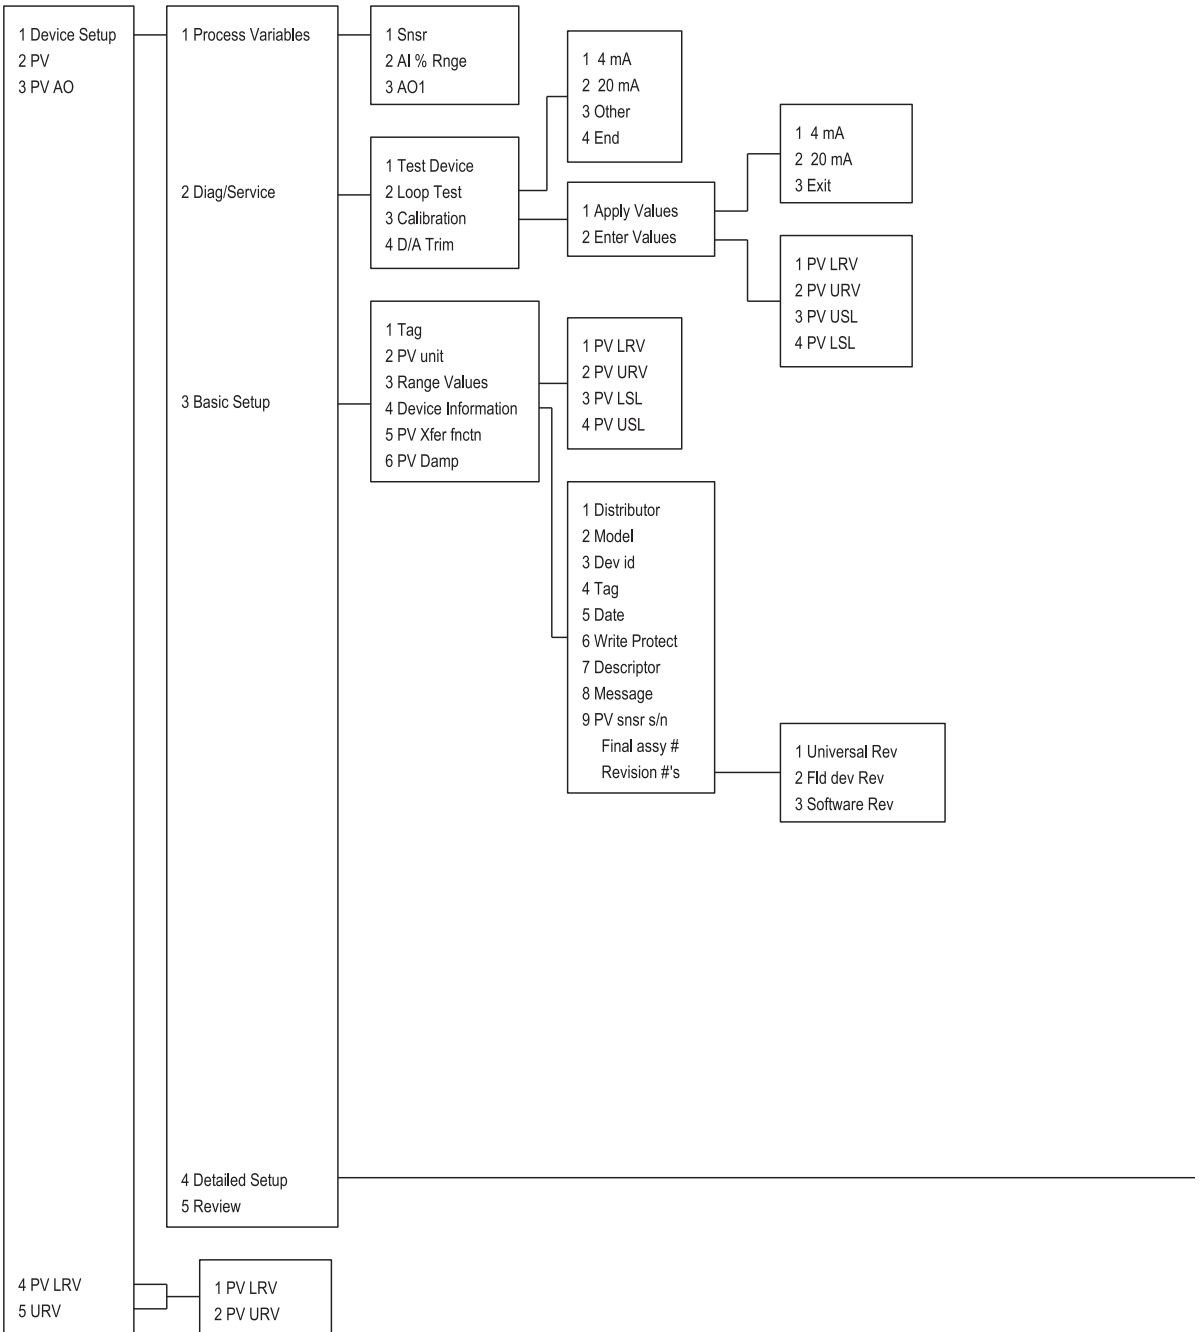 1 Device Setup
2 PV
3 PV AO
4 PV LRV
5 URV
1 Process Variables
2 Diag/Service
3 Basic Setup
4 Detailed Setup
5 Review
1 PV LRV
2 PV URV
1 Snsr
2 AI % Rnge
3 AO1
1 Test Device
2 Loop Test
3 Calibration
4 D/A Trim
1 4 mA
2 20 mA
3 Other
4 End
1 Apply Values
2 Enter Values
1 4 mA
2 20 mA
3 Exit
1 PV LRV
2 PV URV
3 PV USL
4 PV LSL
1 Tag
2 PV unit
3 Range Values
4 Device Information
5 PV Xfer fnctn
6 PV Damp
1 PV LRV
2 PV URV
3 PV LSL
4 PV USL
1 Distributor
2 Model
3 Dev id
4 Tag
5 Date
6 Write Protect
7 Descriptor
8 Message
9 PV snsr s/n
Final assy #
Revision #'s
1 Universal Rev
2 Fld dev Rev
3 Software Rev